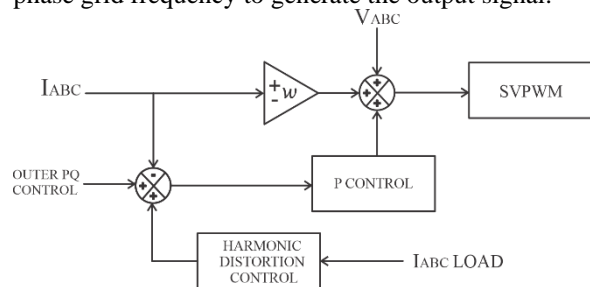 phase grid frequency to generate the output signal.
VABC
IABC
+
-
w
+
+
+
SVPWM
OUTER PQ
CONTROL
-
+
+
P CONTROL
HARMONIC
DISTORTION
CONTROL
IABC LOAD